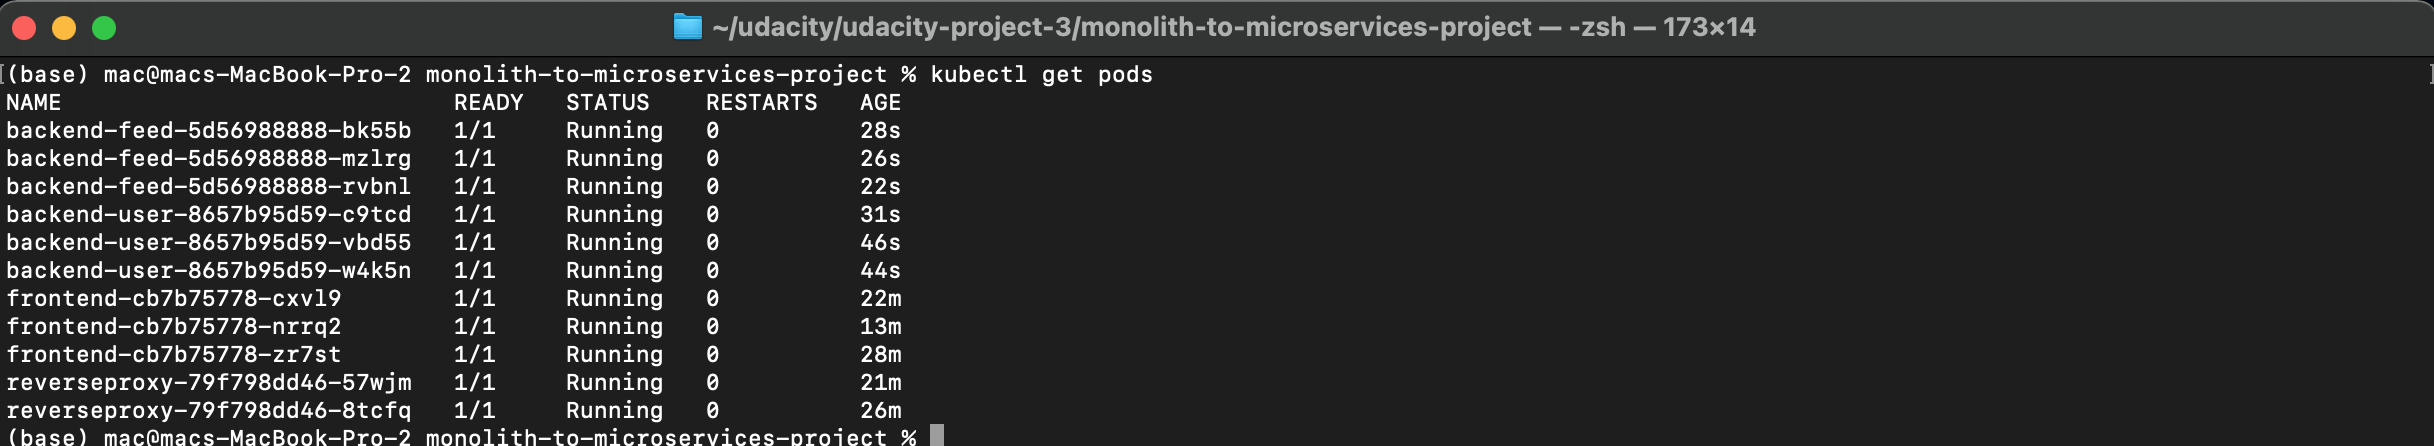 ~/udacity/udacity-project-3/monolith-to-microservices-project — -zsh — 173×14
[(base) mac@macs-MacBook-Pro-2 monolith-to-microservices-project % kubectl get pods ]
NAME READY STATUS RESTARTS AGE
backend-feed-5d56988888-bk55b 1/1 Running 0 28s
backend-feed-5d56988888-mzlrg 1/1 Running 0 26s
backend-feed-5d56988888-rvbnl 1/1 Running 0 22s
backend-user-8657b95d59-c9tcd 1/1 Running 0 31s
backend-user-8657b95d59-vbd55 1/1 Running 0 46s
backend-user-8657b95d59-w4k5n 1/1 Running 0 44s
frontend-cb7b75778-cxvl9 1/1 Running 0 22m
frontend-cb7b75778-nrrq2 1/1 Running 0 13m
frontend-cb7b75778-zr7st 1/1 Running 0 28m
reverseproxy-79f798dd46-57wjm 1/1 Running 0 21m
reverseproxy-79f798dd46-8tcfq 1/1 Running 0 26m
(base) mac@macs-MacBook-Pro-2 monolith-to-microservices-project %